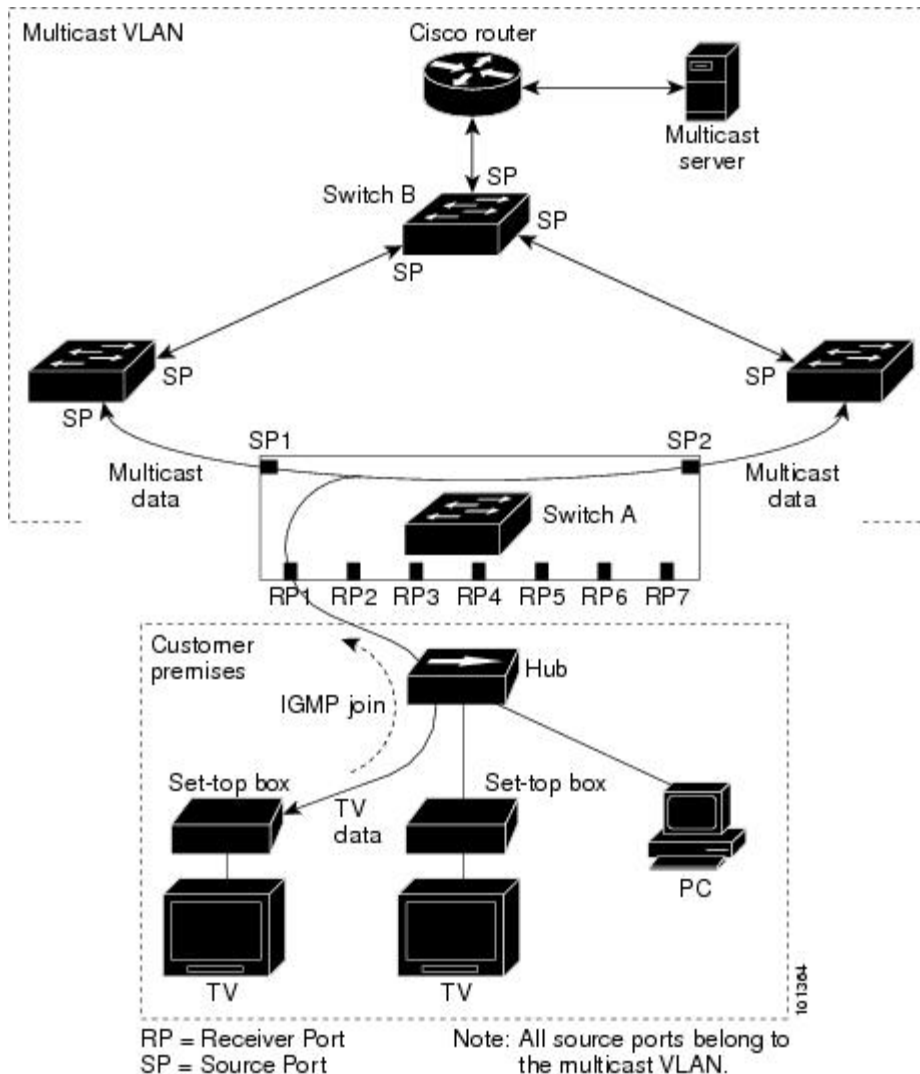 Multicast VLAN
Cisco router
Multicast
server
SP
Switch B
SP
SP
SP
SP
SP
SP1
SP2
Multicast
data
Multicast
data
Switch A
RP1 RP2 RP3 RP4 RP5 RP6 RP7
Customer
premises
Hub
IGMP join
Set-top box
TV
data
Set-top box
PC
TV
TV
101364
RP = Receiver Port
SP = Source Port
Note: All source ports belong to
the multicast VLAN.